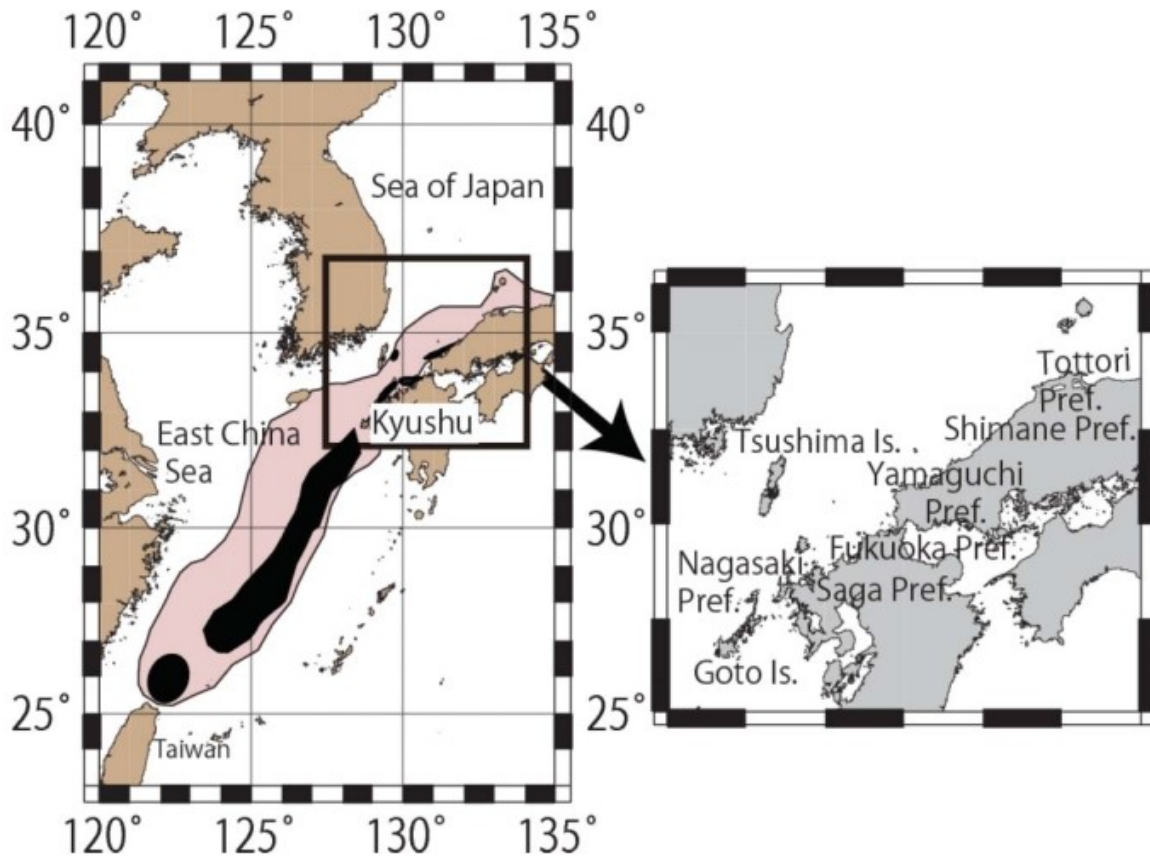 120° 125° 130° 135°
40° 40°
Sea of Japan
35° 35°
East China
Sea
Kyushu
30° 30°
25° 25°
Taiwan
120° 125° 130° 135°
Tottori
Pref.
Shimane Pref.
Tsushima Is.
Yamaguchi
Pref.
Fukuoka Pref.
Nagasaki
Pref.
Saga Pref.
Goto Is.